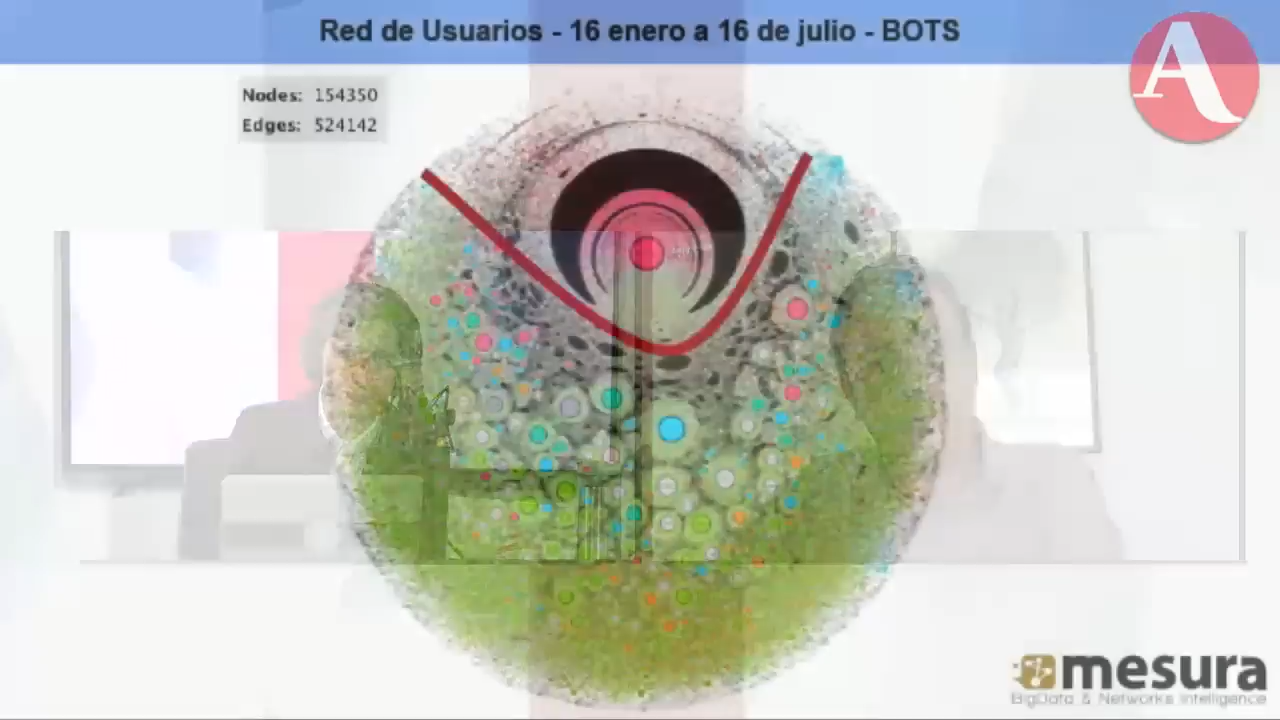 Red de Usuarios - 16 enero a 16 de julio - BOTS
A
Nodes: 154350
Edges: 524142
mesura
BigData & Networks Intelligence